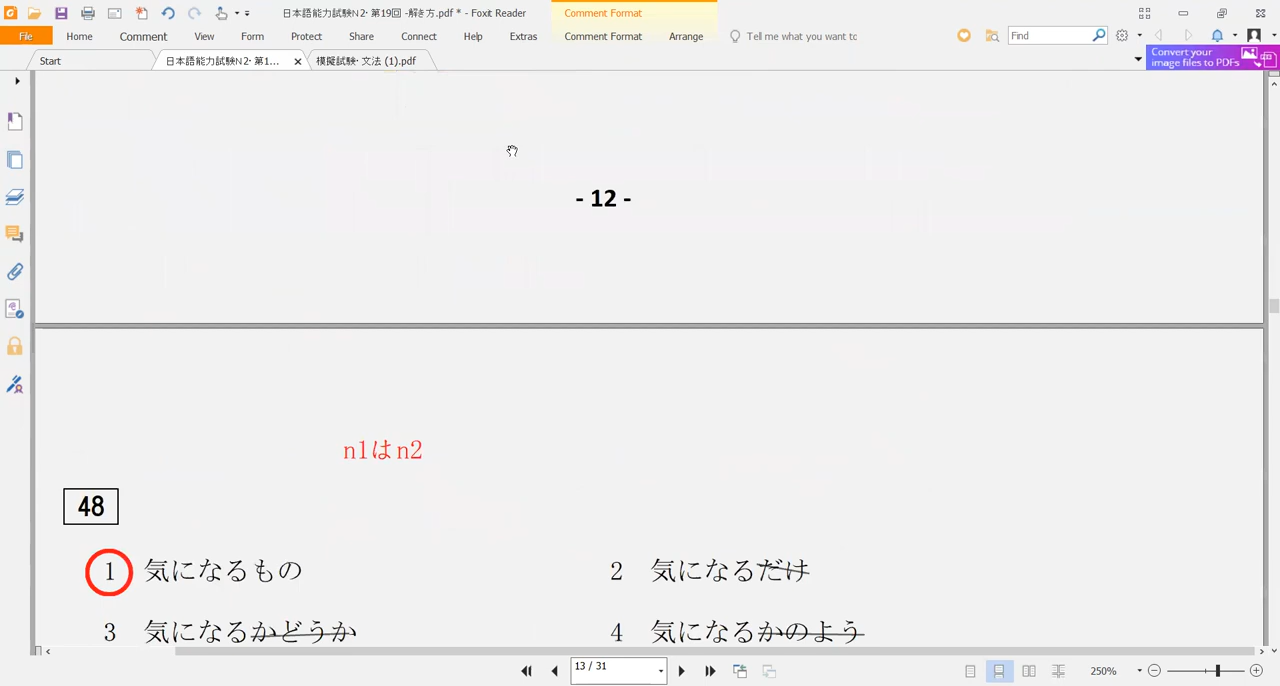 日本語能力試験N2· 第19回 -解き方.pdf * - Foxit Reader
Comment Format
File
Home
Comment
View
Form
Protect
Share
Connect
Help
Extras
Comment Format
Arrange
Tell me what you want to
Find
Start
日本語能力試験N2· 第1...
模擬試験· 文法 (1).pdf
Convert your
image files to PDFs
- 12 -
n1はn2
48
1 気になるもの
2 気になるだけ
3 気になるかどうか
4 気になるかのよう
13 / 31
250%